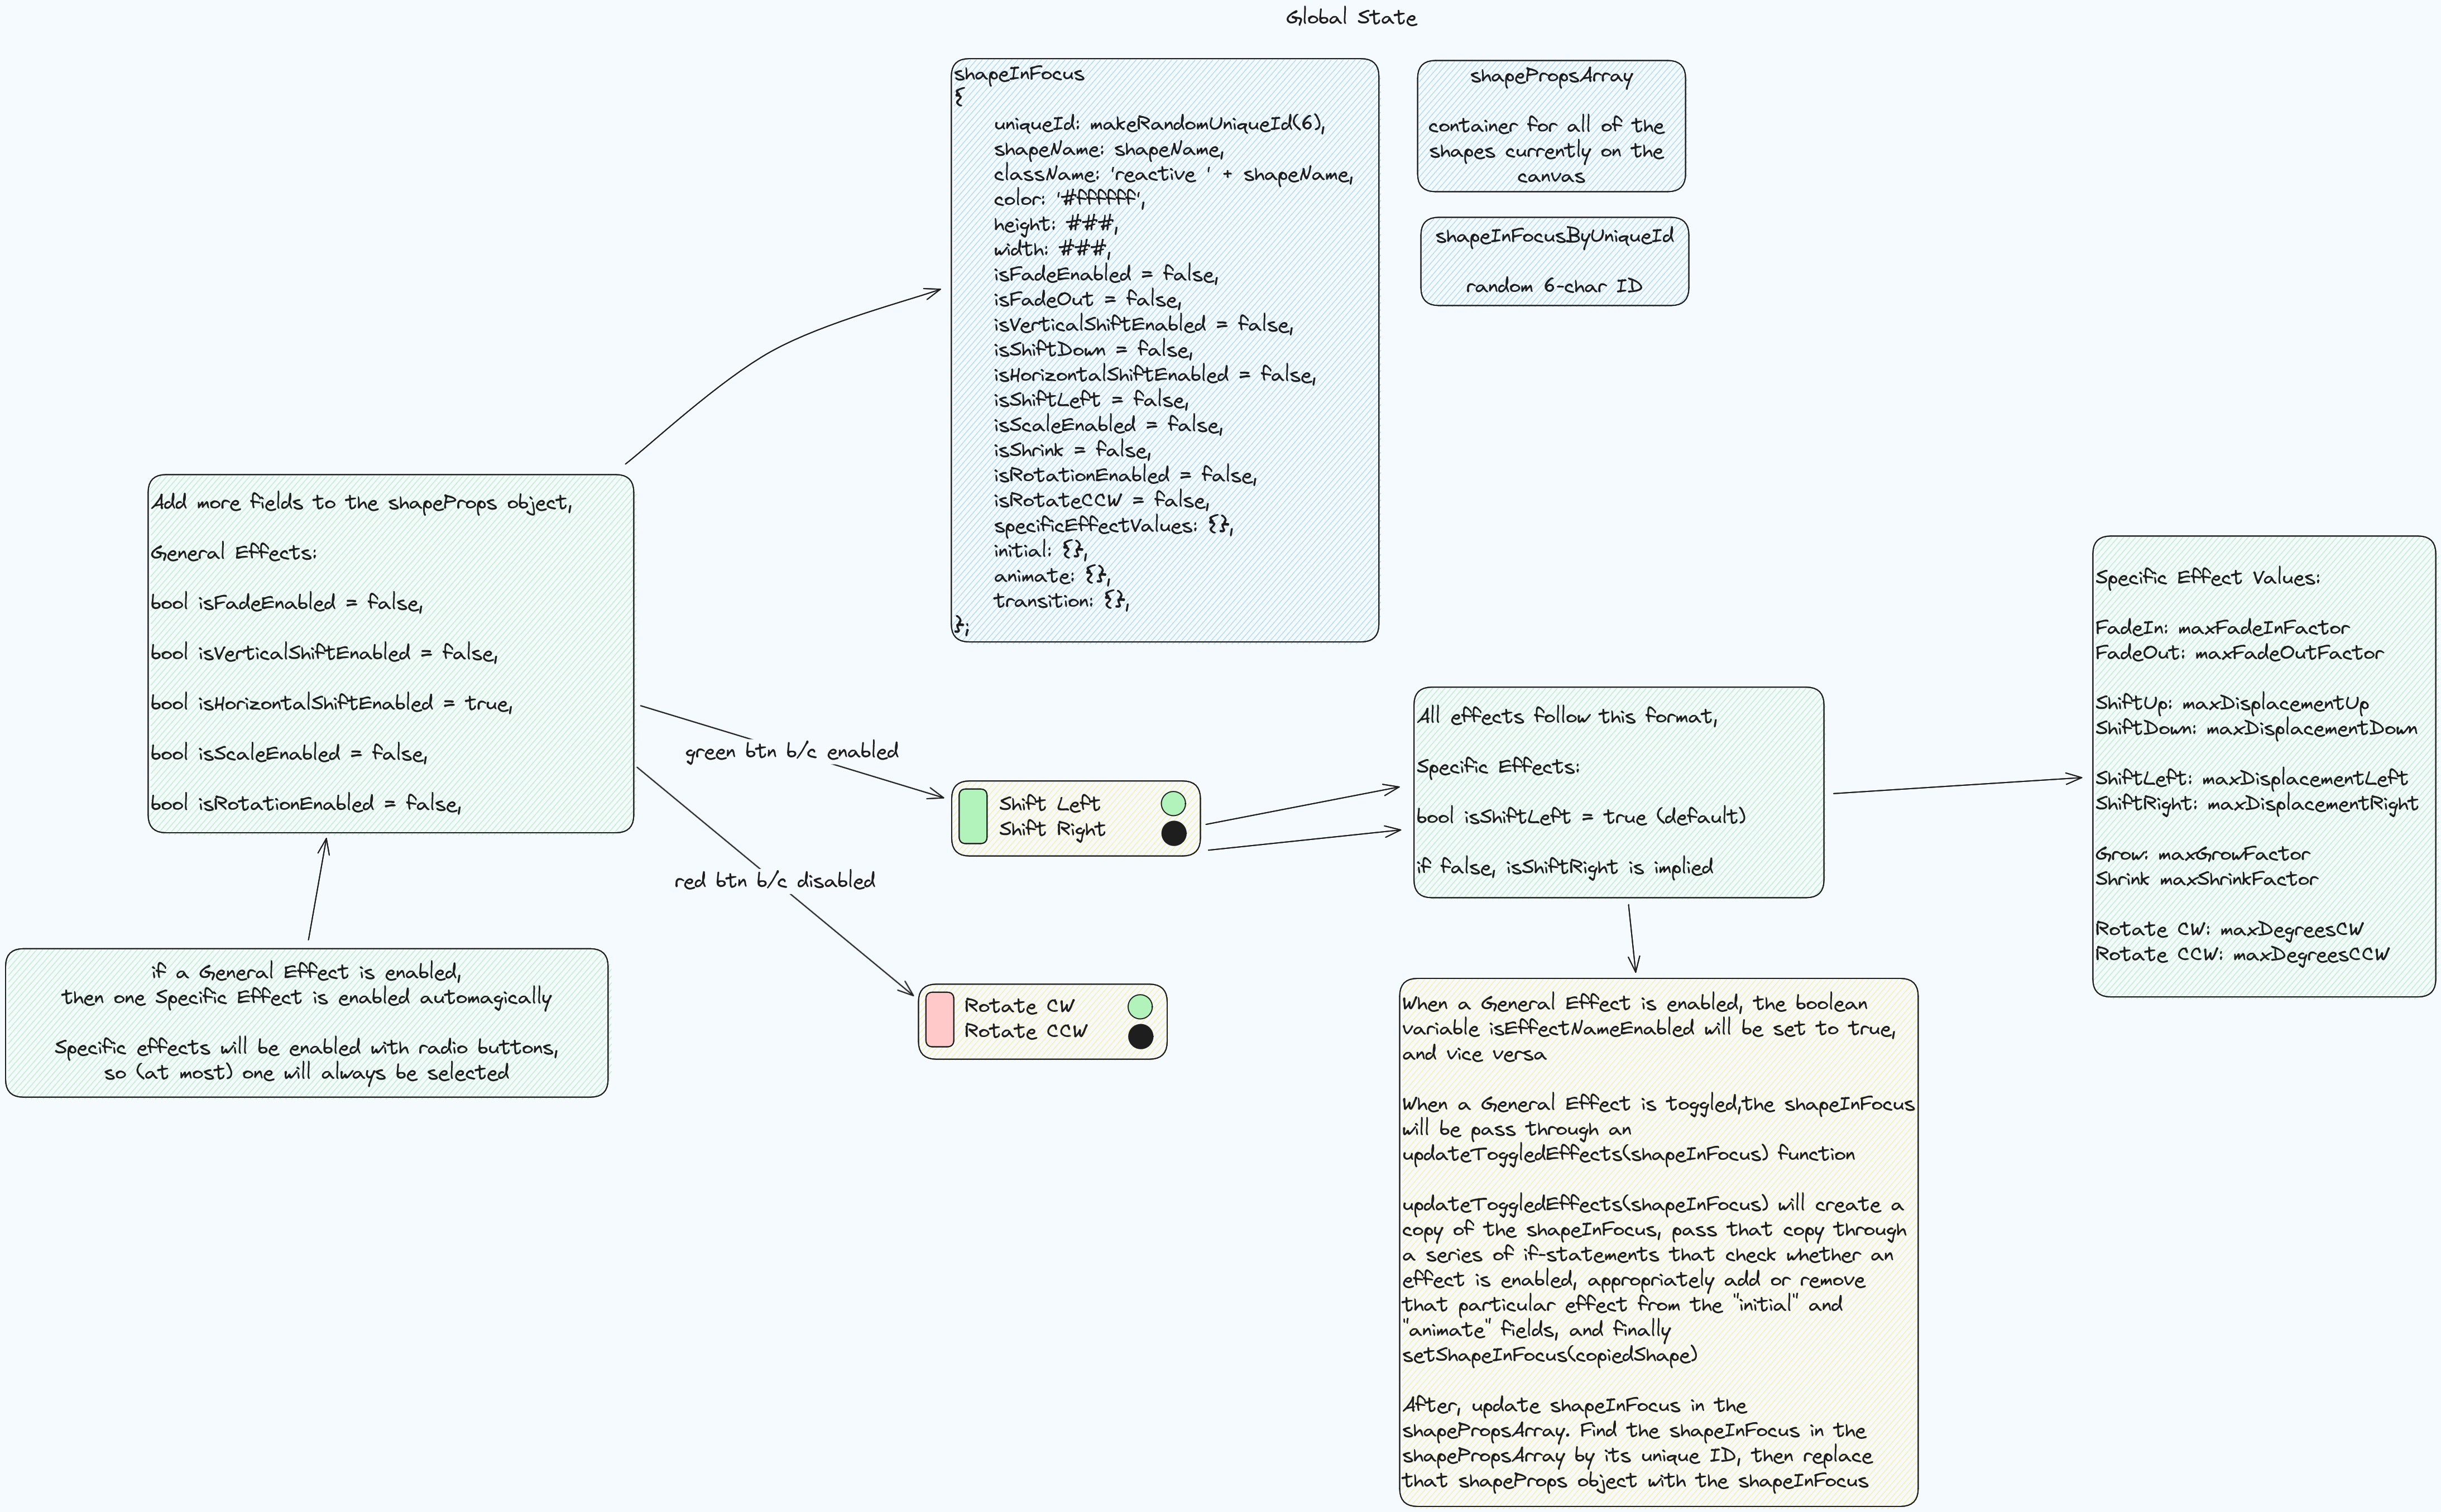 Global State
shapeInFocus
{
uniqueId: makeRandomUniqueId(6),
shapeName: shapeName,
className: 'reactive ' + shapeName,
color: '#ffffff',
height: ###,
width: ###,
isFadeEnabled = false,
isFadeOut = false,
isVerticalShiftEnabled = false,
isShiftDown = false,
isHorizontalShiftEnabled = false,
isShiftLeft = false,
isScaleEnabled = false,
isShrink = false,
isRotationEnabled = false,
isRotateCCW = false,
specificEffectValues: {},
initial: {},
animate: {},
transition: {},
};
shapePropsArray
container for all of the
shapes currently on the
canvas
shapeInFocusByUniqueId
random 6-char ID
Add more fields to the shapeProps object,
General Effects:
bool isFadeEnabled = false,
bool isVerticalShiftEnabled = false,
bool isHorizontalShiftEnabled = true,
bool isScaleEnabled = false,
bool isRotationEnabled = false,
if a General Effect is enabled,
then one Specific Effect is enabled automagically
Specific effects will be enabled with radio buttons,
so (at most) one will always be selected
green btn b/c enabled
red btn b/c disabled
Shift Left
Shift Right
Rotate CW
Rotate CCW
All effects follow this format,
Specific Effects:
bool isShiftLeft = true (default)
if false, isShiftRight is implied
Specific Effect Values:
FadeIn: maxFadeInFactor
FadeOut: maxFadeOutFactor
ShiftUp: maxDisplacementUp
ShiftDown: maxDisplacementDown
ShiftLeft: maxDisplacementLeft
ShiftRight: maxDisplacementRight
Grow: maxGrowFactor
Shrink maxShrinkFactor
Rotate CW: maxDegreesCW
Rotate CCW: maxDegreesCCW
When a General Effect is enabled, the boolean
variable isEffectNameEnabled will be set to true,
and vice versa
When a General Effect is toggled,the shapeInFocus
will be pass through an
updateToggledEffects(shapeInFocus) function
updateToggledEffects(shapeInFocus) will create a
copy of the shapeInFocus, pass that copy through
a series of if-statements that check whether an
effect is enabled, appropriately add or remove
that particular effect from the "initial" and
"animate" fields, and finally
setShapeInFocus(copiedShape)
After, update shapeInFocus in the
shapePropsArray. Find the shapeInFocus in the
shapePropsArray by its unique ID, then replace
that shapeProps object with the shapeInFocus